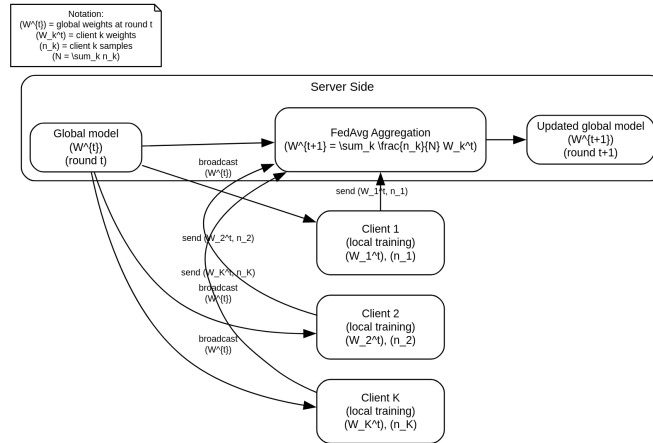 Notation:
(W^{t}) = global weights at round t
(W_k^t) = client k weights
(n_k) = client k samples
(N = \sum_k n_k)
Server Side
Global model
(W^{t})
(round t)
FedAvg Aggregation
(W^{t+1} = \sum_k \frac{n_k}{N} W_k^t)
Updated global model
(W^{t+1})
(round t+1)
broadcast
(W^{t})
send (W_1^t, n_1)
Client 1
(local training)
(W_1^t), (n_1)
send (W_2^t, n_2)
send (W_K^t, n_K)
broadcast
(W^{t})
Client 2
(local training)
(W_2^t), (n_2)
broadcast
(W^{t})
Client K
(local training)
(W_K^t), (n_K)